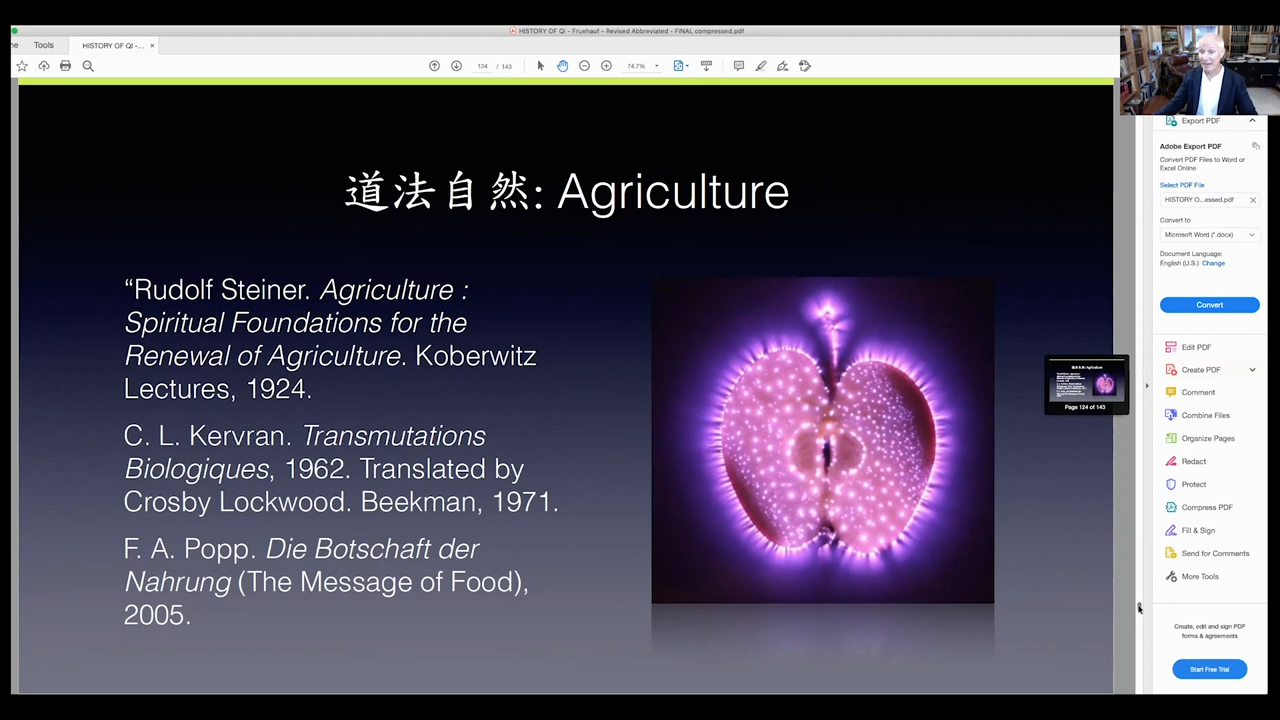 HISTORY OF QI - Fruehauf - Revised Abbreviated - FINAL compressed.pdf
Tools
HISTORY OF QI -... ×
124 / 143
74.7%
道法自然: Agriculture
“Rudolf Steiner. Agriculture :
Spiritual Foundations for the
Renewal of Agriculture. Koberwitz
Lectures, 1924.
C. L. Kervran. Transmutations
Biologiques, 1962. Translated by
Crosby Lockwood. Beekman, 1971.
F. A. Popp. Die Botschaft der
Nahrung (The Message of Food),
2005.
Page 124 of 143
Export PDF
Adobe Export PDF
Convert PDF Files to Word or
Excel Online
Select PDF File
HISTORY O...essed.pdf
Convert to
Microsoft Word (*.docx)
Document Language:
English (U.S.) Change
Convert
Edit PDF
Create PDF
Comment
Combine Files
Organize Pages
Redact
Protect
Compress PDF
Fill & Sign
Send for Comments
More Tools
Create, edit and sign PDF
forms & agreements
Start Free Trial